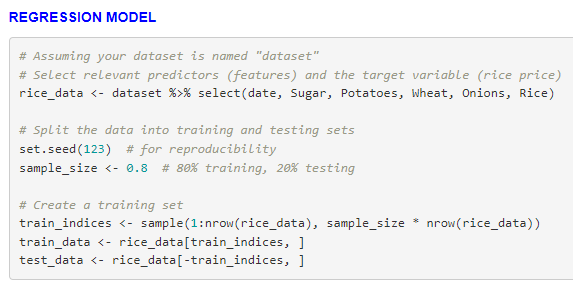 REGRESSION MODEL
# Assuming your dataset is named "dataset"
# Select relevant predictors (features) and the target variable (rice price)
rice_data <- dataset %>% select(date, Sugar, Potatoes, Wheat, Onions, Rice)
# Split the data into training and testing sets
set.seed(123)  # for reproducibility
sample_size <- 0.8  # 80% training, 20% testing
# Create a training set
train_indices <- sample(1:nrow(rice_data), sample_size * nrow(rice_data))
train_data <- rice_data[train_indices, ]
test_data <- rice_data[-train_indices, ]